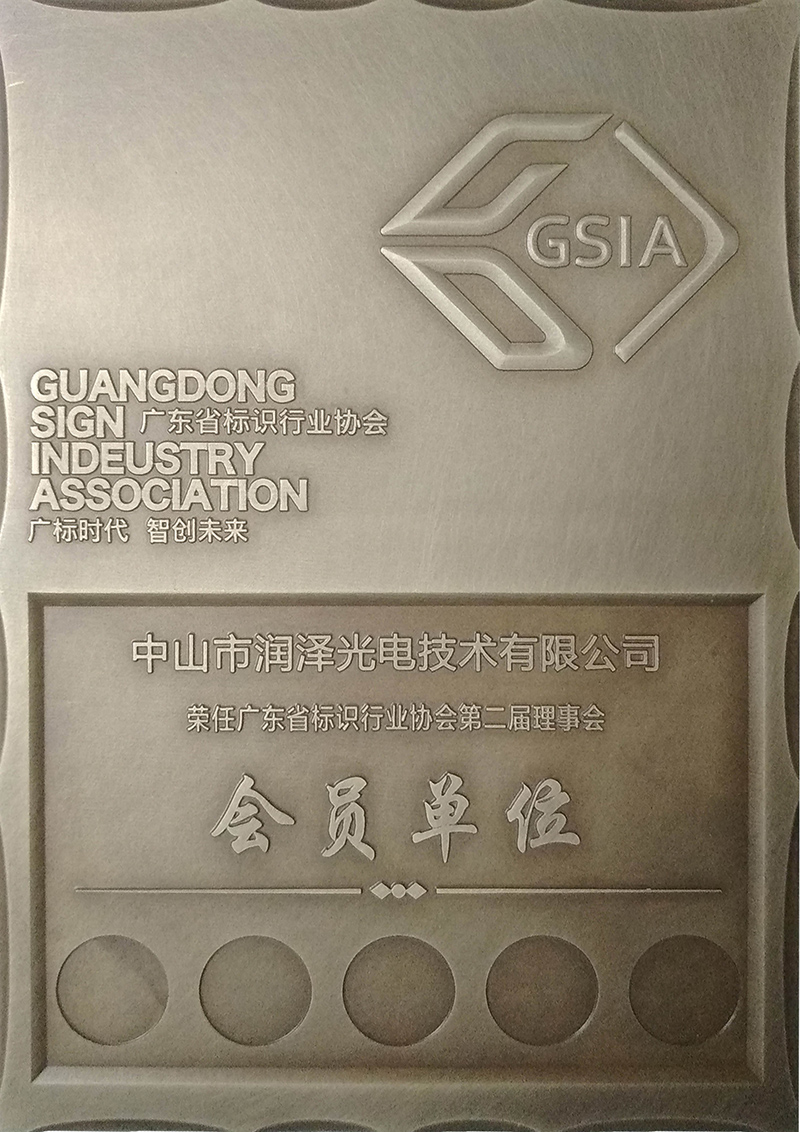 GSIA
GUANGDONG
SIGN 广东省标识行业协会
INDEUSTRY
ASSOCIATION
广标时代 智创未来
中山市润泽光电技术有限公司
荣任广东省标识行业协会第二届理事会
会员单位